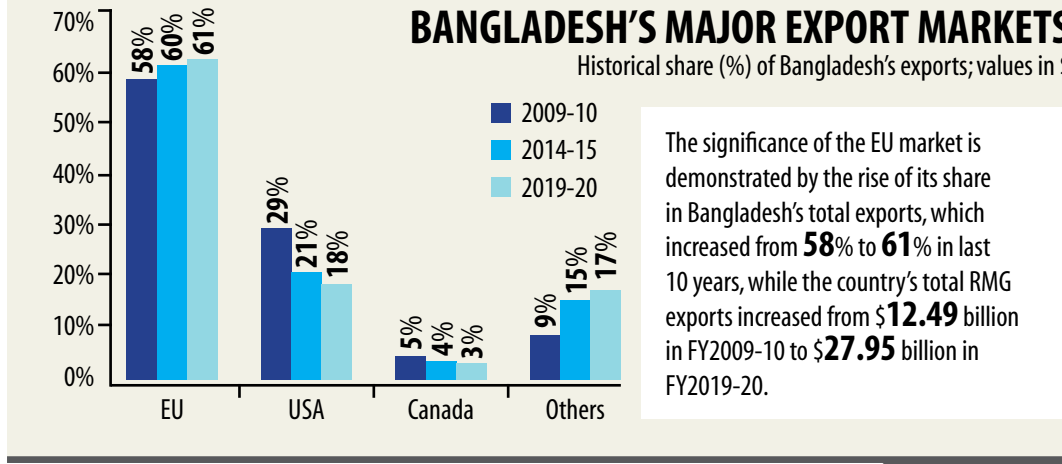 BANGLADESH'S MAJOR EXPORT MARKETS
Historical share (%) of Bangladesh's exports; values in $
70%
60%
50%
40%
30%
20%
10%
0%
58%
60%
61%
29%
21%
18%
5%
4%
3%
9%
15%
17%
EU
USA
Canada
Others
2009-10
2014-15
2019-20
The significance of the EU market is
demonstrated by the rise of its share
in Bangladesh's total exports, which
increased from 58% to 61% in last
10 years, while the country's total RMG
exports increased from $12.49 billion
in FY2009-10 to $27.95 billion in
FY2019-20.